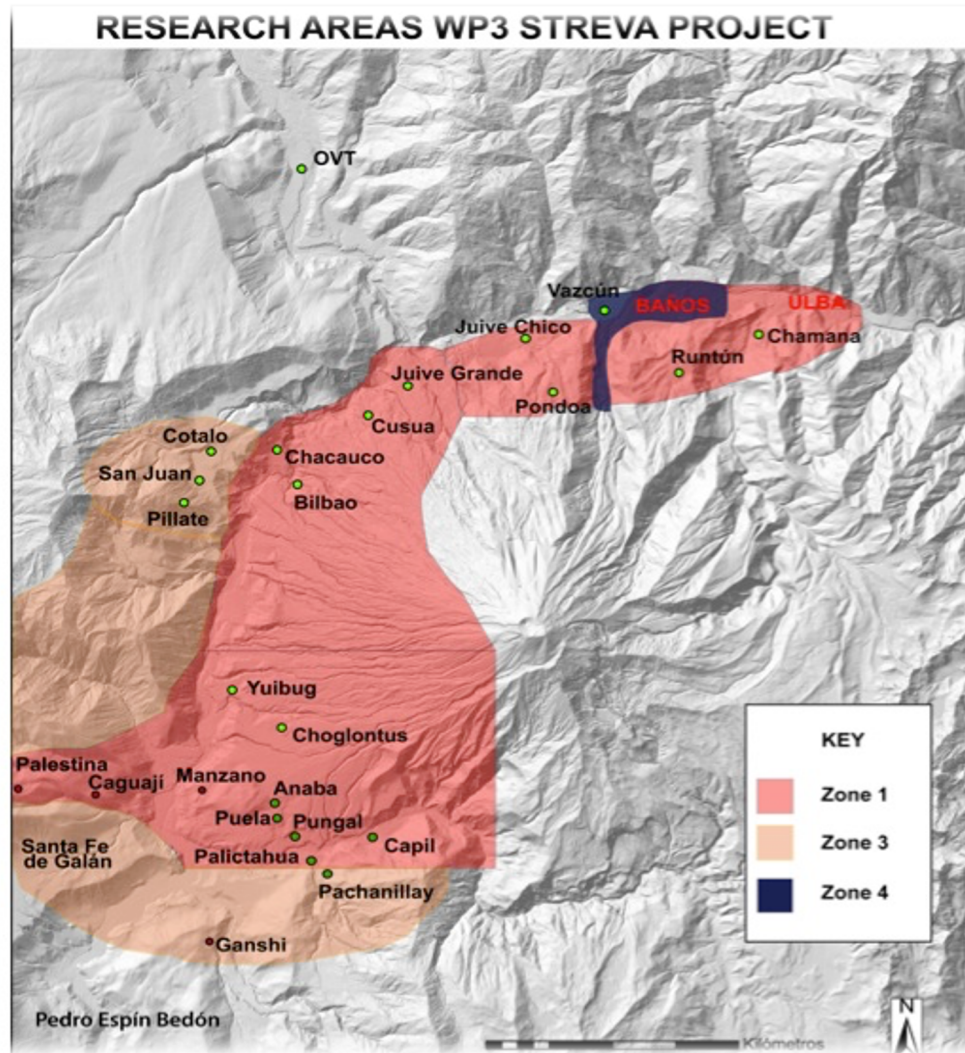 RESEARCH AREAS WP3 STREVA PROJECT
OVT
Vazcún
BAÑOS
ULBA
Juive Chico
Chamana
Runtún
Juive Grande
Pondoa
Cusua
Cotalo
Chacauco
San Juan
Bilbao
Pillate
Yuibug
Choglontus
KEY
Palestina
Caguají
Manzano
Anaba
Zone 1
Puela
Pungal
Capil
Zone 3
Santa Fe
de Galán
Palictahua
Pachanillay
Zone 4
Ganshi
N
Pedro Espín Bedón
Kilómetros